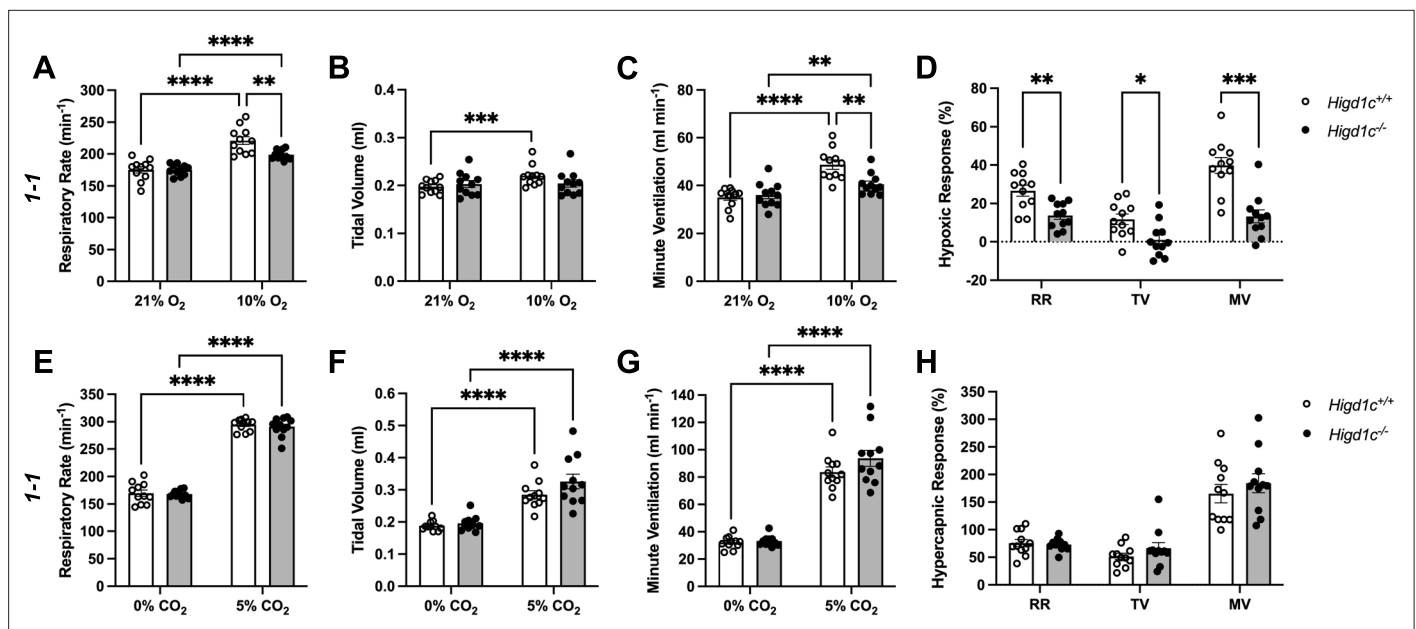 A
B
C
D
****
****
**
***
**
****
**
**
*
***
Higd1c+/+
Higd1c-/-
1-1
Respiratory Rate (min-1)
300
250
200
150
100
50
0
21% O2
10% O2
Tidal Volume (ml)
0.4
0.3
0.2
0.1
0.0
21% O2
10% O2
Minute Ventilation (ml min-1)
80
60
40
20
0
21% O2
10% O2
Hypoxic Response (%)
80
60
40
20
0
-20
RR
TV
MV
E
F
G
H
****
****
****
****
****
****
Higd1c+/+
Higd1c-/-
1-1
Respiratory Rate (min-1)
350
300
250
200
150
100
50
0
0% CO2
5% CO2
Tidal Volume (ml)
0.6
0.5
0.4
0.3
0.2
0.1
0.0
0% CO2
5% CO2
Minute Ventilation (ml min-1)
140
120
100
80
60
40
20
0
0% CO2
5% CO2
Hypercapnic Response (%)
350
300
250
200
150
100
50
0
RR
TV
MV